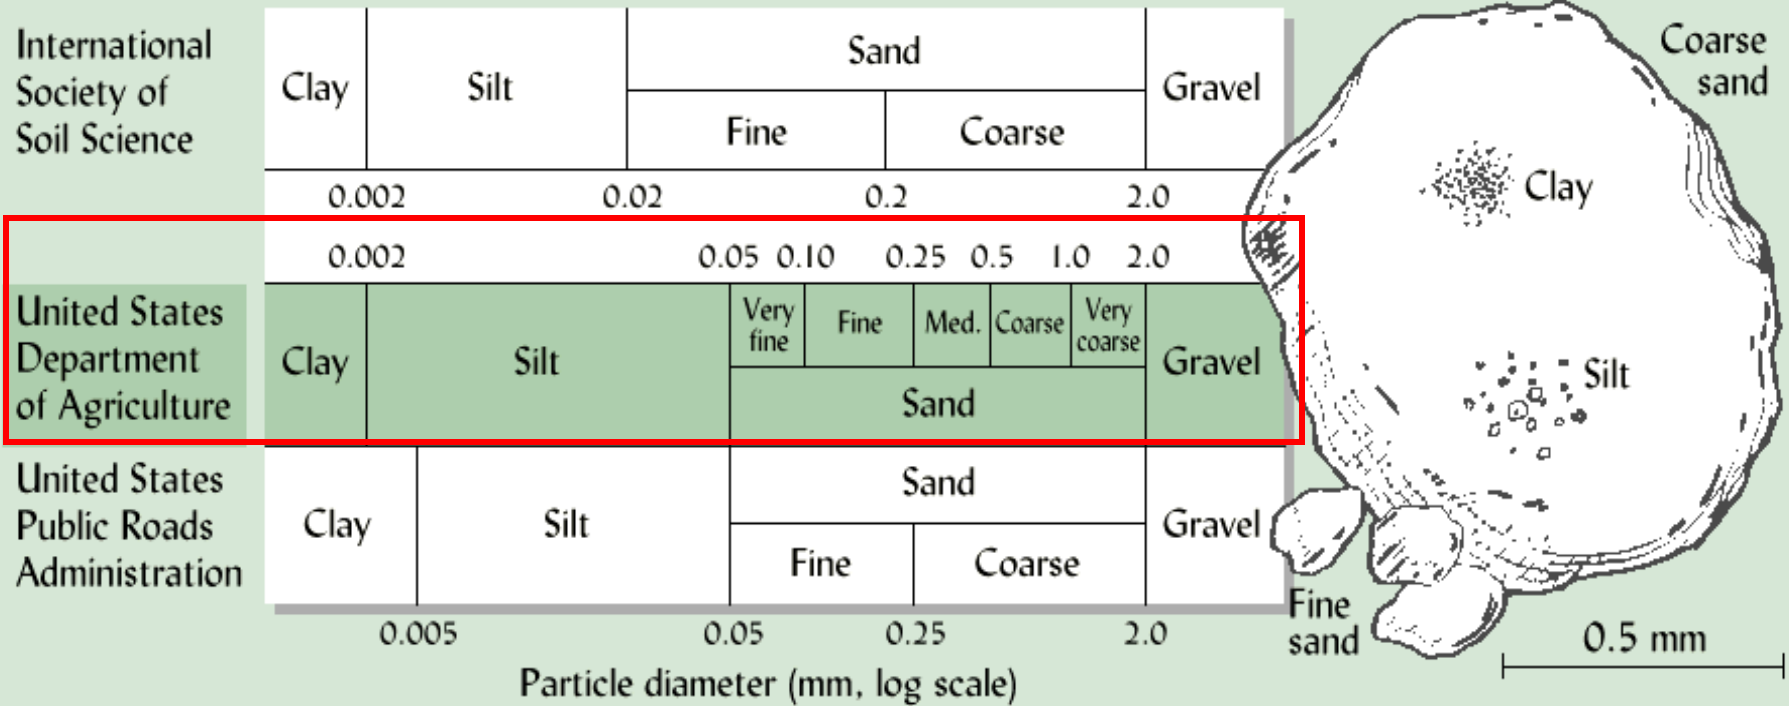 International
Society of
Soil Science
Clay
Silt
Sand
Fine
Coarse
Gravel
0.002 0.02 0.2 2.0
0.002 0.05 0.10 0.25 0.5 1.0 2.0
United States
Department
of Agriculture
Clay
Silt
Very
fine
Fine
Med.
Coarse
Very
coarse
Sand
Gravel
United States
Public Roads
Administration
Clay
Silt
Sand
Fine
Coarse
Gravel
0.005 0.05 0.25 2.0
Particle diameter (mm, log scale)
Coarse
sand
Clay
Silt
Fine
sand
0.5 mm